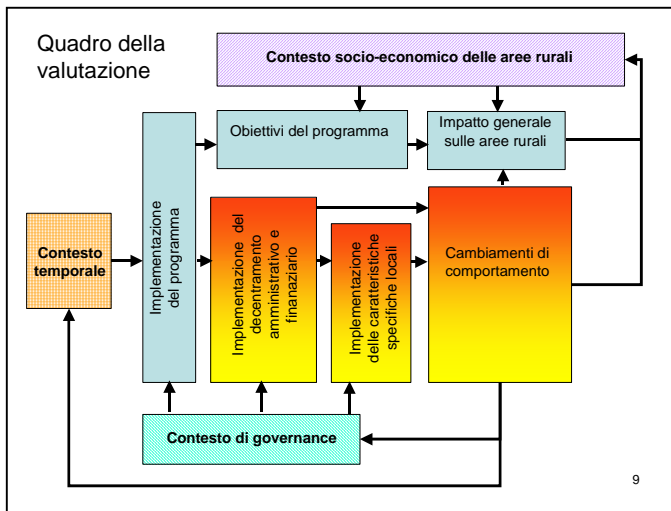 Quadro della
valutazione
Contesto socio-economico delle aree rurali
Obiettivi del programma
Impatto generale
sulle aree rurali
Contesto
temporale
Implementazione
del programma
Implementazione del
decentramento
amministrativo e
finanaziario
Implementazione
delle caratteristiche
specifiche locali
Cambiamenti di
comportamento
Contesto di governance
9